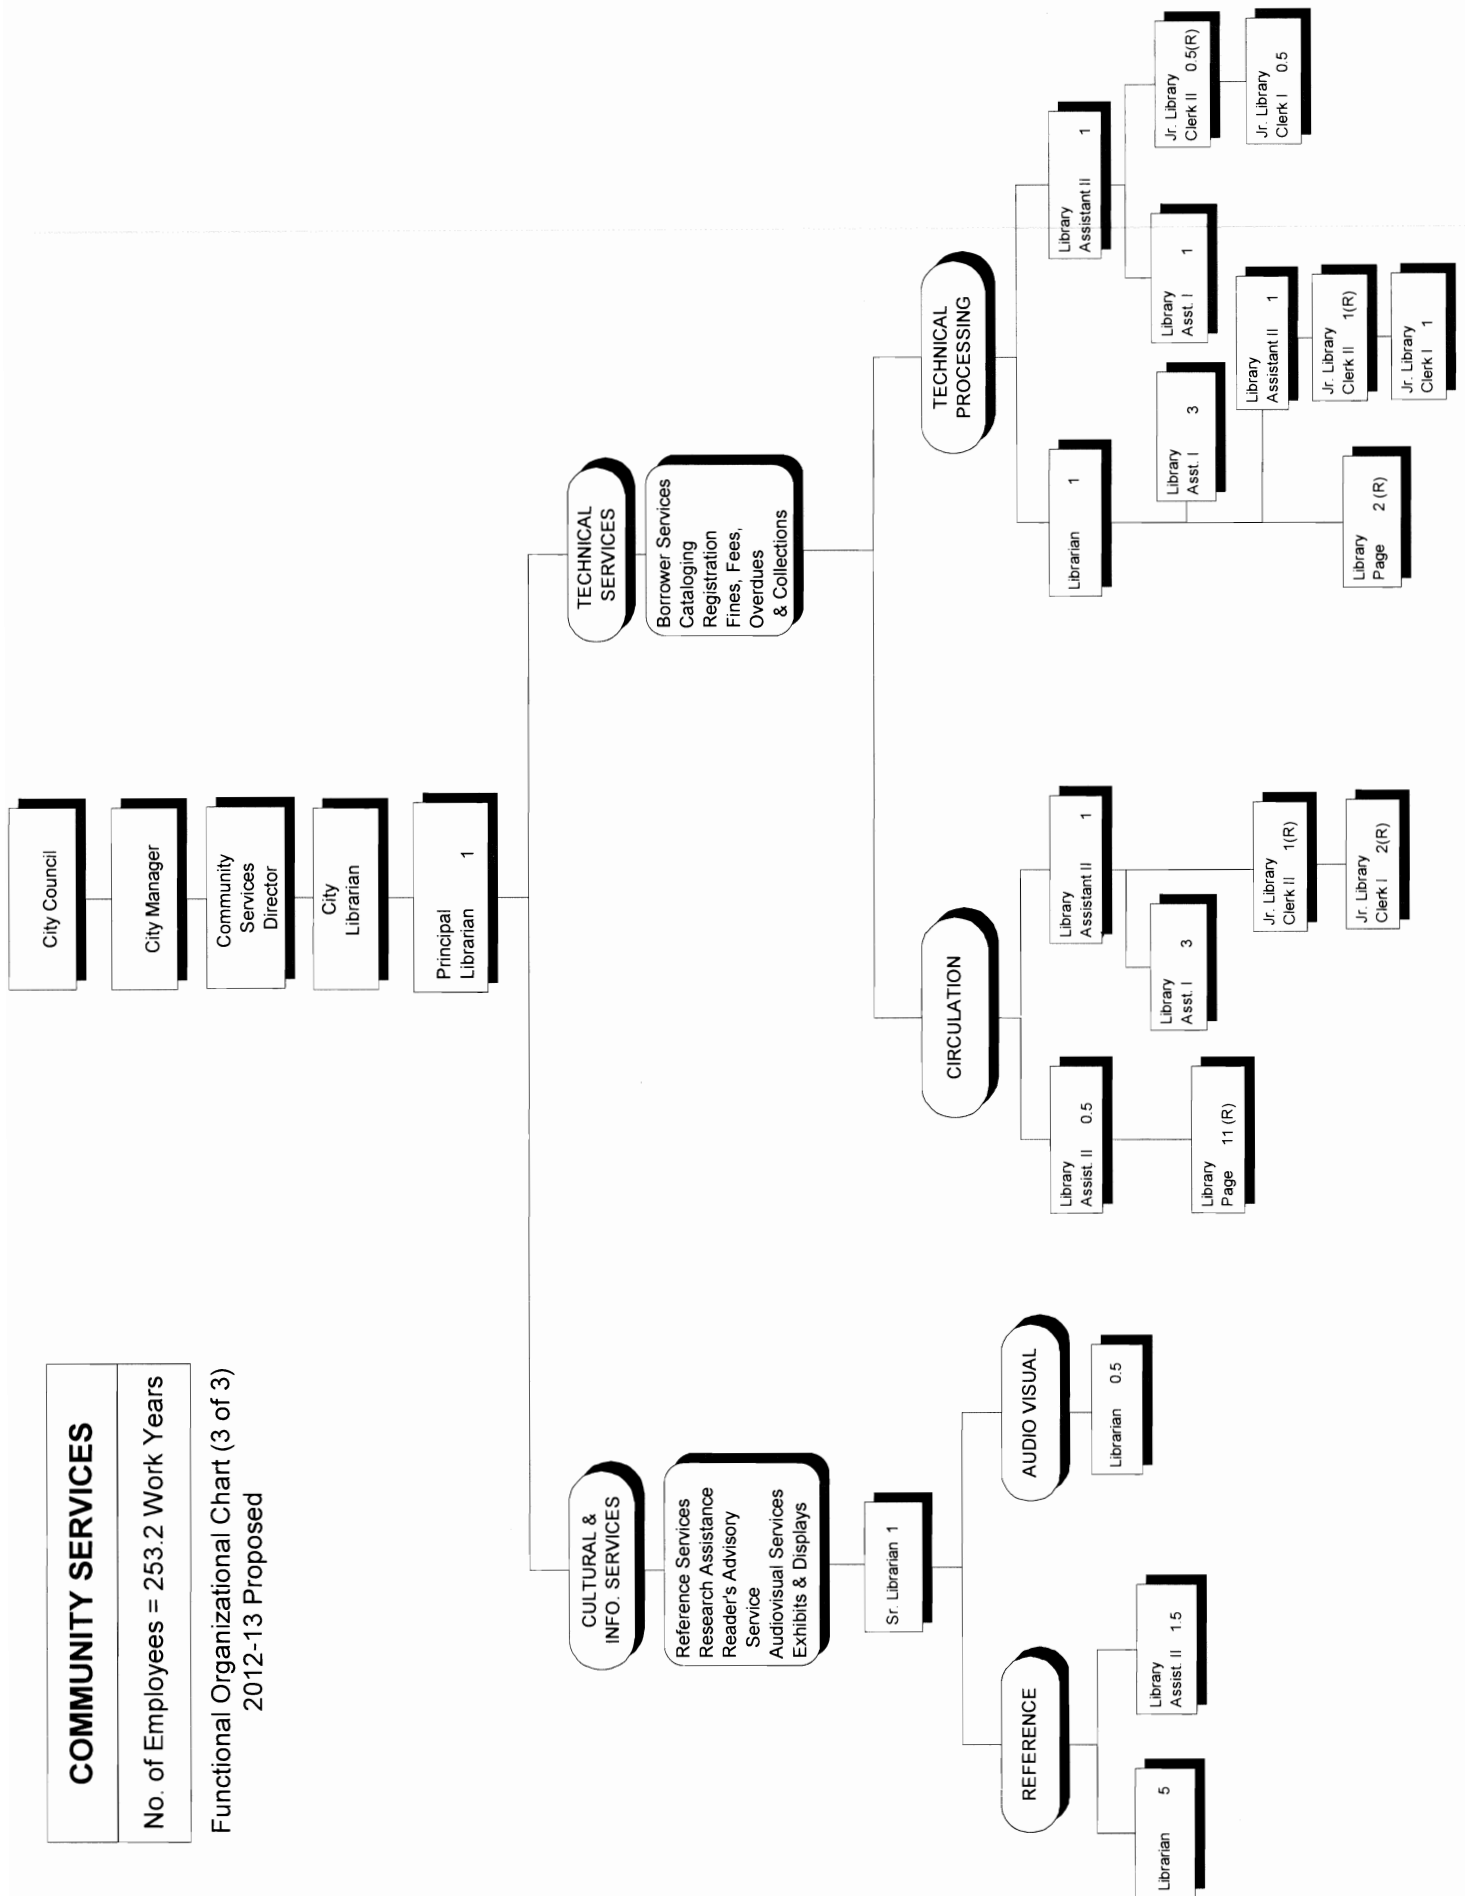 COMMUNITY SERVICES
No. of Employees = 253.2 Work Years
Functional Organizational Chart (3 of 3)
2012-13 Proposed
City Council
City Manager
Community
Services
Director
City
Librarian
Principal
Librarian 1
CULTURAL &
INFO. SERVICES
Reference Services
Research Assistance
Reader's Advisory
Service
Audiovisual Services
Exhibits & Displays
Sr. Librarian 1
REFERENCE
Librarian 5
Library
Assist. II 1.5
AUDIO VISUAL
Librarian 0.5
TECHNICAL
SERVICES
Borrower Services
Cataloging
Registration
Fines, Fees,
Overdues
& Collections
CIRCULATION
Library
Assist. II 0.5
Library
Page 11 (R)
Library
Assistant II 1
Library
Asst. I 3
Jr. Library
Clerk II 1(R)
Jr. Library
Clerk I 2(R)
TECHNICAL
PROCESSING
Librarian 1
Library
Asst. I 3
Library
Assistant II 1
Jr. Library
Clerk II 1(R)
Jr. Library
Clerk I 1
Library
Page 2 (R)
Library
Assistant II 1
Library
Asst. I 1
Jr. Library
Clerk II 0.5(R)
Jr. Library
Clerk I 0.5